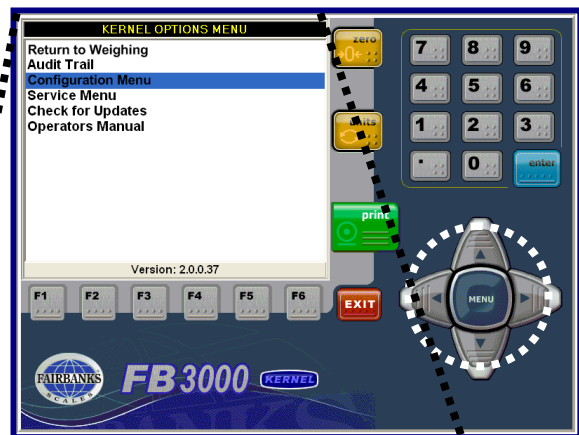 KERNEL OPTIONS MENU
Return to Weighing
Audit Trail
Configuration Menu
Service Menu
Check for Updates
Operators Manual
Version: 2.0.0.37
zero
→0←
units
print
EXIT
7 8 9
4 5 6
1 2 3
. 0 enter
MENU
F1 F2 F3 F4 F5 F6
FAIRBANKS
SCALES
FB3000 KERNEL